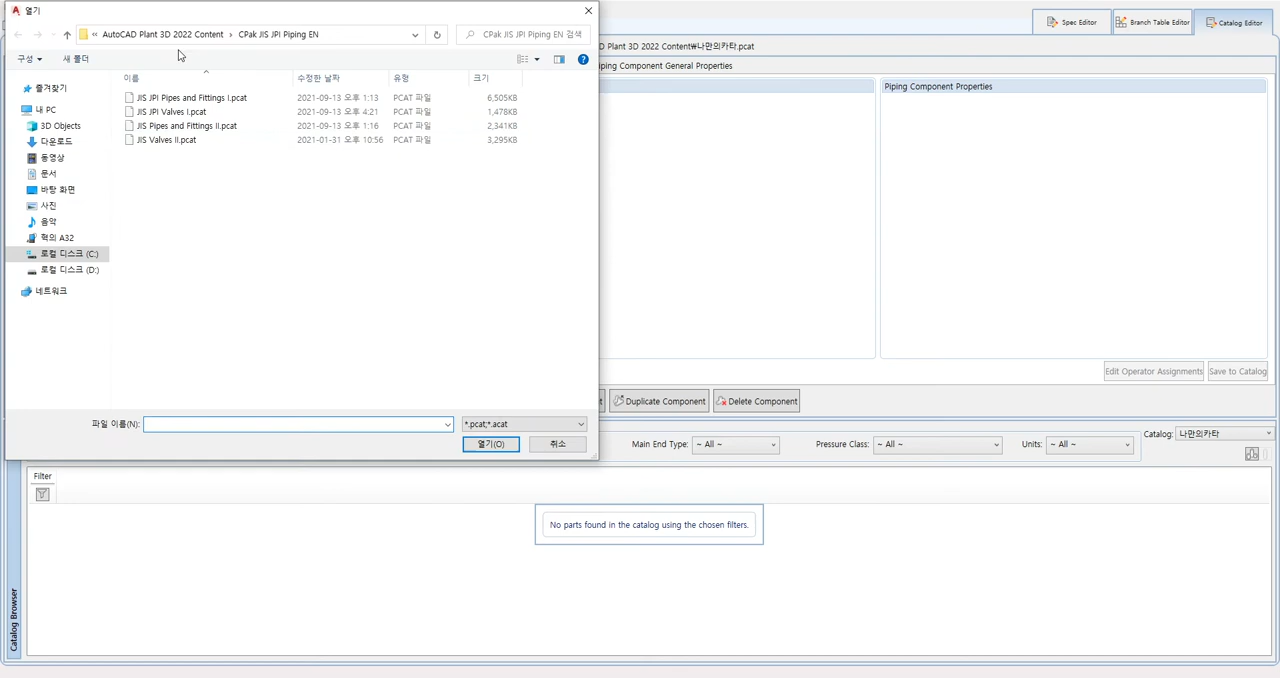 열기
« AutoCAD Plant 3D 2022 Content › CPak JIS JPI Piping EN
CPak JIS JPI Piping EN 검색
구성
새 폴더
이름 수정한 날짜 유형 크기
JIS JPI Pipes and Fittings I.pcat 2021-09-13 오후 1:13 PCAT 파일 6,505KB
JIS JPI Valves I.pcat 2021-09-13 오후 4:21 PCAT 파일 1,478KB
JIS Pipes and Fittings II.pcat 2021-09-13 오후 1:16 PCAT 파일 2,341KB
JIS Valves II.pcat 2021-01-31 오후 10:56 PCAT 파일 3,295KB
즐겨찾기
내 PC
3D Objects
다운로드
동영상
문서
바탕 화면
사진
음악
혁의 A32
로컬 디스크 (C:)
로컬 디스크 (D:)
네트워크
파일 이름(N):
*.pcat;*.acat
열기(O)
취소
Spec Editor
Branch Table Editor
Catalog Editor
D Plant 3D 2022 Content₩나만의카타.pcat
iping Component General Properties
Piping Component Properties
Edit Operator Assignments
Save to Catalog
t
Duplicate Component
Delete Component
Main End Type: ~ All ~
Pressure Class: ~ All ~
Units: ~ All ~
Catalog: 나만의카타
Filter
No parts found in the catalog using the chosen filters.
Catalog Browser